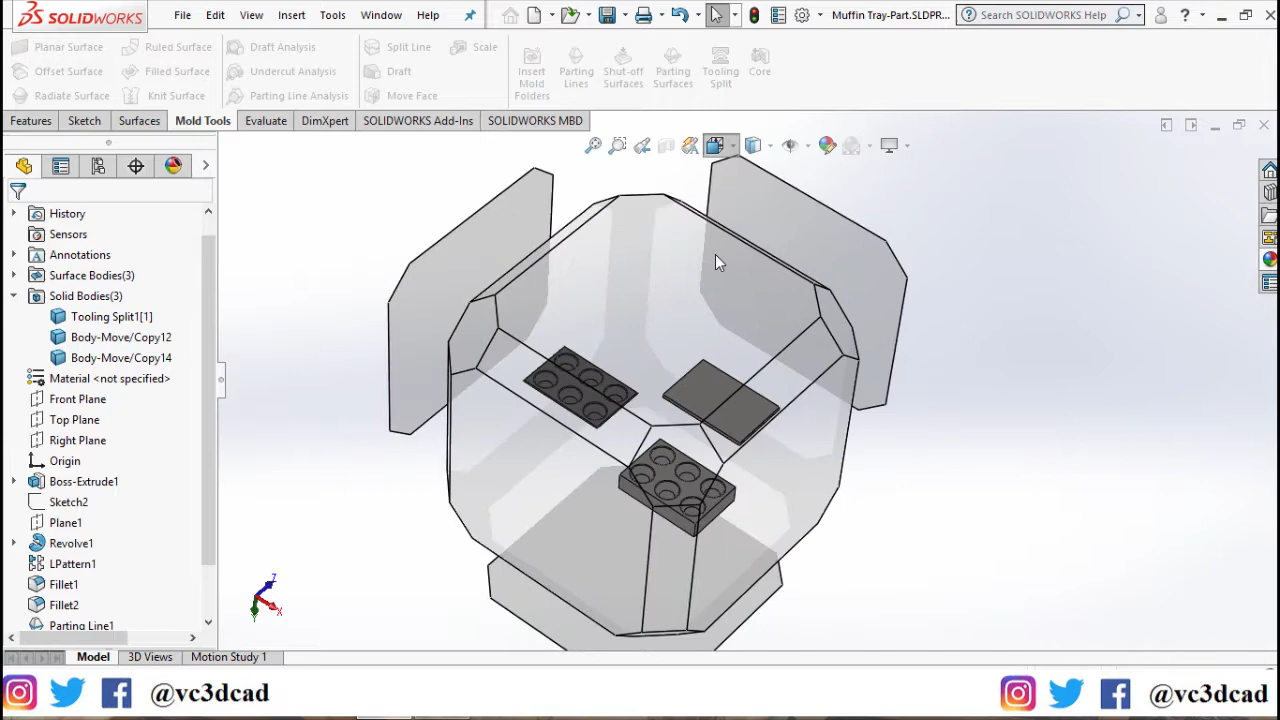 SOLIDWORKS File Edit View Insert Tools Window Help Muffin Tray-Part.SLDPR... Search SOLIDWORKS Help ?
Planar Surface Ruled Surface Draft Analysis Split Line Scale
Offset Surface Filled Surface Undercut Analysis Draft
Radiate Surface Knit Surface Parting Line Analysis Move Face
Insert Mold Folders
Parting Lines
Shut-off Surfaces
Parting Surfaces
Tooling Split
Core
Features Sketch Surfaces Mold Tools Evaluate DimXpert SOLIDWORKS Add-Ins SOLIDWORKS MBD
History
Sensors
Annotations
Surface Bodies(3)
Solid Bodies(3)
Tooling Split1[1]
Body-Move/Copy12
Body-Move/Copy14
Material <not specified>
Front Plane
Top Plane
Right Plane
Origin
Boss-Extrude1
Sketch2
Plane1
Revolve1
LPattern1
Fillet1
Fillet2
Parting Line1
Z
X
Y
Model 3D Views Motion Study 1
@vc3dcad @vc3dcad